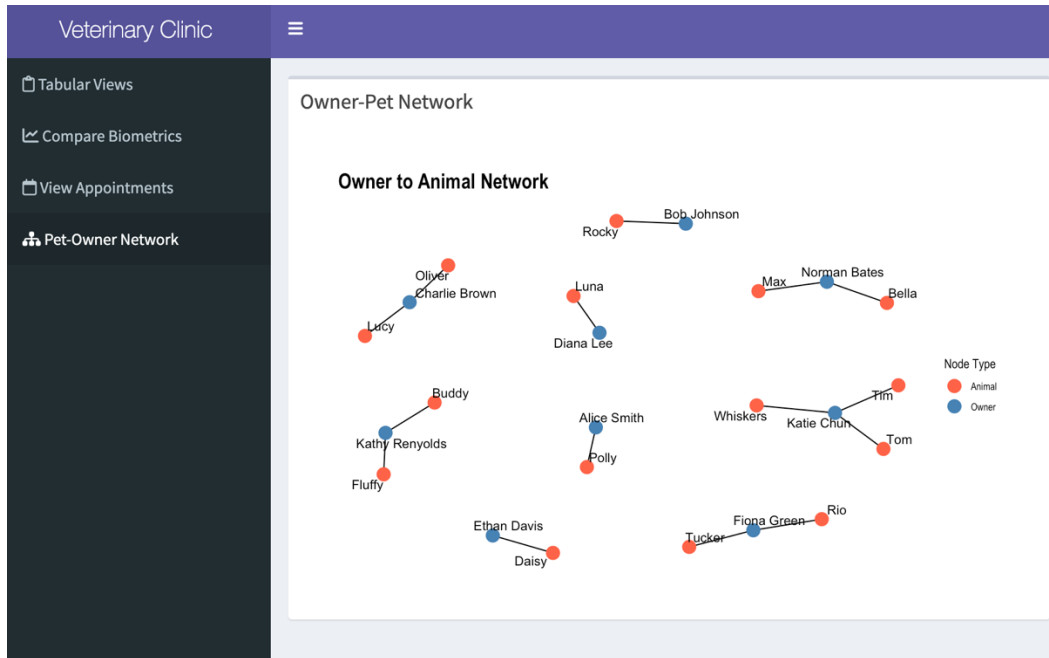 Veterinary Clinic
Tabular Views
Compare Biometrics
View Appointments
Pet-Owner Network
Owner-Pet Network
Owner to Animal Network
Bob Johnson
Rocky
Oliver
Charlie Brown
Lucy
Luna
Diana Lee
Norman Bates
Max
Bella
Buddy
Kathy Renyolds
Fluffy
Alice Smith
Polly
Tim
Whiskers
Katie Chun
Tom
Node Type
Animal
Owner
Ethan Davis
Daisy
Rio
Fiona Green
Tucker